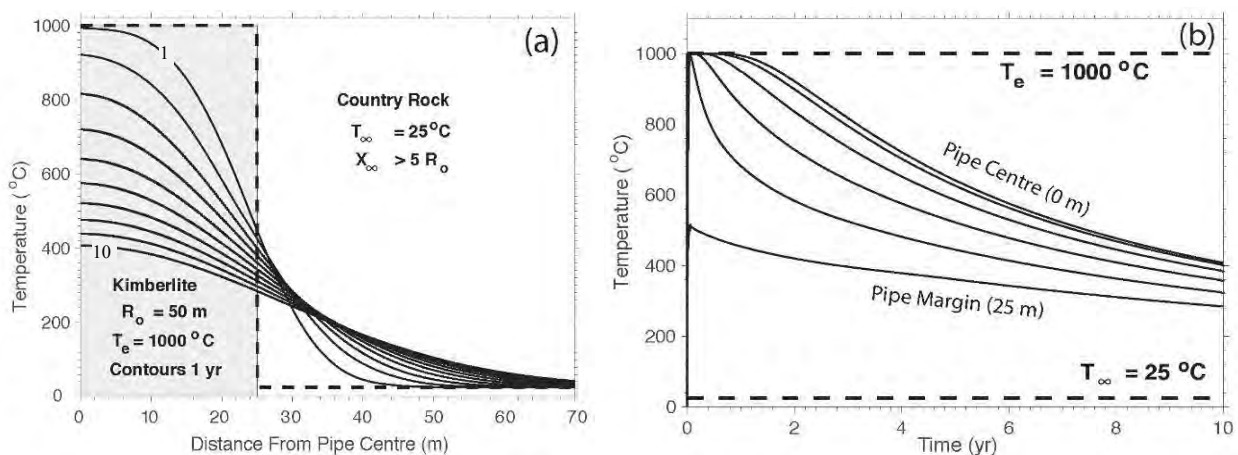 (a)
1000
800
600
400
200
0
Temperature (°C)
1
10
Country Rock
T∞ = 25°C
X∞ > 5 Ro
Kimberlite
Ro = 50 m
Te = 1000 °C
Contours 1 yr
0 10 20 30 40 50 60 70
Distance From Pipe Centre (m)
(b)
1000
800
600
400
200
0
Temperature (°C)
Te = 1000 °C
Pipe Centre (0 m)
Pipe Margin (25 m)
T∞ = 25 °C
0 2 4 6 8 10
Time (yr)